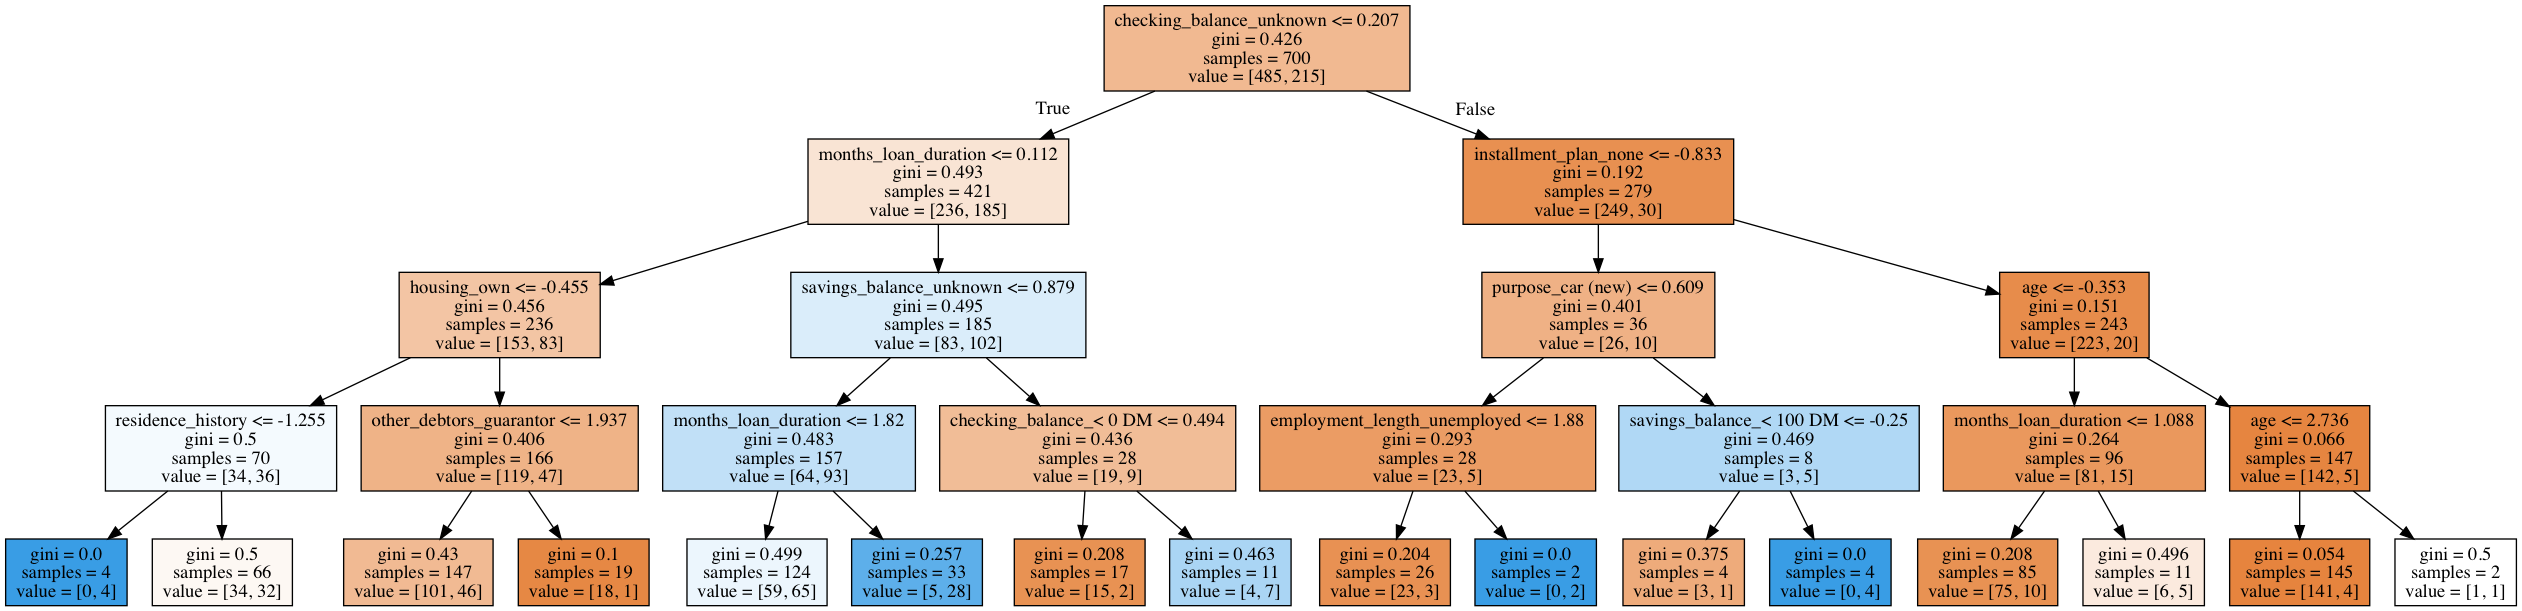 checking_balance_unknown <= 0.207
gini = 0.426
samples = 700
value = [485, 215]
True
False
months_loan_duration <= 0.112
gini = 0.493
samples = 421
value = [236, 185]
installment_plan_none <= -0.833
gini = 0.192
samples = 279
value = [249, 30]
housing_own <= -0.455
gini = 0.456
samples = 236
value = [153, 83]
savings_balance_unknown <= 0.879
gini = 0.495
samples = 185
value = [83, 102]
purpose_car (new) <= 0.609
gini = 0.401
samples = 36
value = [26, 10]
age <= -0.353
gini = 0.151
samples = 243
value = [223, 20]
residence_history <= -1.255
gini = 0.5
samples = 70
value = [34, 36]
other_debtors_guarantor <= 1.937
gini = 0.406
samples = 166
value = [119, 47]
months_loan_duration <= 1.82
gini = 0.483
samples = 157
value = [64, 93]
checking_balance_< 0 DM <= 0.494
gini = 0.436
samples = 28
value = [19, 9]
employment_length_unemployed <= 1.88
gini = 0.293
samples = 28
value = [23, 5]
savings_balance_< 100 DM <= -0.25
gini = 0.469
samples = 8
value = [3, 5]
months_loan_duration <= 1.088
gini = 0.264
samples = 96
value = [81, 15]
age <= 2.736
gini = 0.066
samples = 147
value = [142, 5]
gini = 0.0
samples = 4
value = [0, 4]
gini = 0.5
samples = 66
value = [34, 32]
gini = 0.43
samples = 147
value = [101, 46]
gini = 0.1
samples = 19
value = [18, 1]
gini = 0.499
samples = 124
value = [59, 65]
gini = 0.257
samples = 33
value = [5, 28]
gini = 0.208
samples = 17
value = [15, 2]
gini = 0.463
samples = 11
value = [4, 7]
gini = 0.204
samples = 26
value = [23, 3]
gini = 0.0
samples = 2
value = [0, 2]
gini = 0.375
samples = 4
value = [3, 1]
gini = 0.0
samples = 4
value = [0, 4]
gini = 0.208
samples = 85
value = [75, 10]
gini = 0.496
samples = 11
value = [6, 5]
gini = 0.054
samples = 145
value = [141, 4]
gini = 0.5
samples = 2
value = [1, 1]